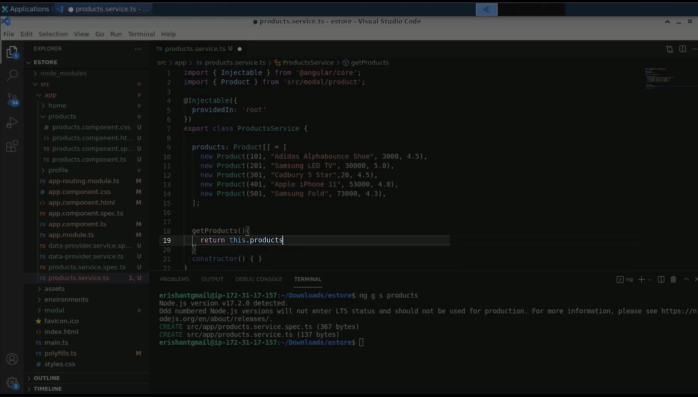 Applications
products.service.ts -
products.service.ts - estore - Visual Studio Code
File Edit Selection View Go Run Terminal Help
EXPLORER
ESTORE
node_modules
src
app
home
products
products.component.css U
products.component.ht... U
products.component.sp... U
products.component.ts U
profile
app-routing.module.ts M
app.component.css U
app.component.html M
app.component.spec.ts U
app.component.ts U
app.module.ts M
data-provider.service.sp... U
data-provider.service.ts U
products.service.spec.ts U
products.service.ts
assets
environments
modal
favicon.ico
index.html
main.ts
polyfills.ts M
styles.css
OUTLINE
TIMELINE
TS products.service.ts U
src > app > TS products.service.ts > ProductsService > getProducts
1 import { Injectable } from '@angular/core';
2 import { Product } from 'src/modal/product';
3
4 @Injectable({
5 providedIn: 'root'
6 })
7 export class ProductsService {
8
9 products: Product[] = [
10 new Product(101, "Adidas Alphabounce Shoe", 3000, 4.5),
11 new Product(201, "Samsung LED TV", 30000, 5.0),
12 new Product(301, "Cadbury 5 Star",20, 4.5),
13 new Product(401, "Apple iPhone 11", 53000, 4.8),
14 new Product(501, "Samsung Fold", 73000, 4.3),
15 ];
16
17
18 getProducts(){
19 return this.products
20 }
21 constructor() { }
22 }
PROBLEMS OUTPUT DEBUG CONSOLE TERMINAL
erishantgmail@ip-172-31-17-157:~/Downloads/estore$ ng g s products
Node.js version v17.2.0 detected.
Odd numbered Node.js versions will not enter LTS status and should not be used for production. For more information, please see https://n
odejs.org/en/about/releases/.
CREATE src/app/products.service.spec.ts (367 bytes)
CREATE src/app/products.service.ts (137 bytes)
erishantgmail@ip-172-31-17-157:~/Downloads/estore$